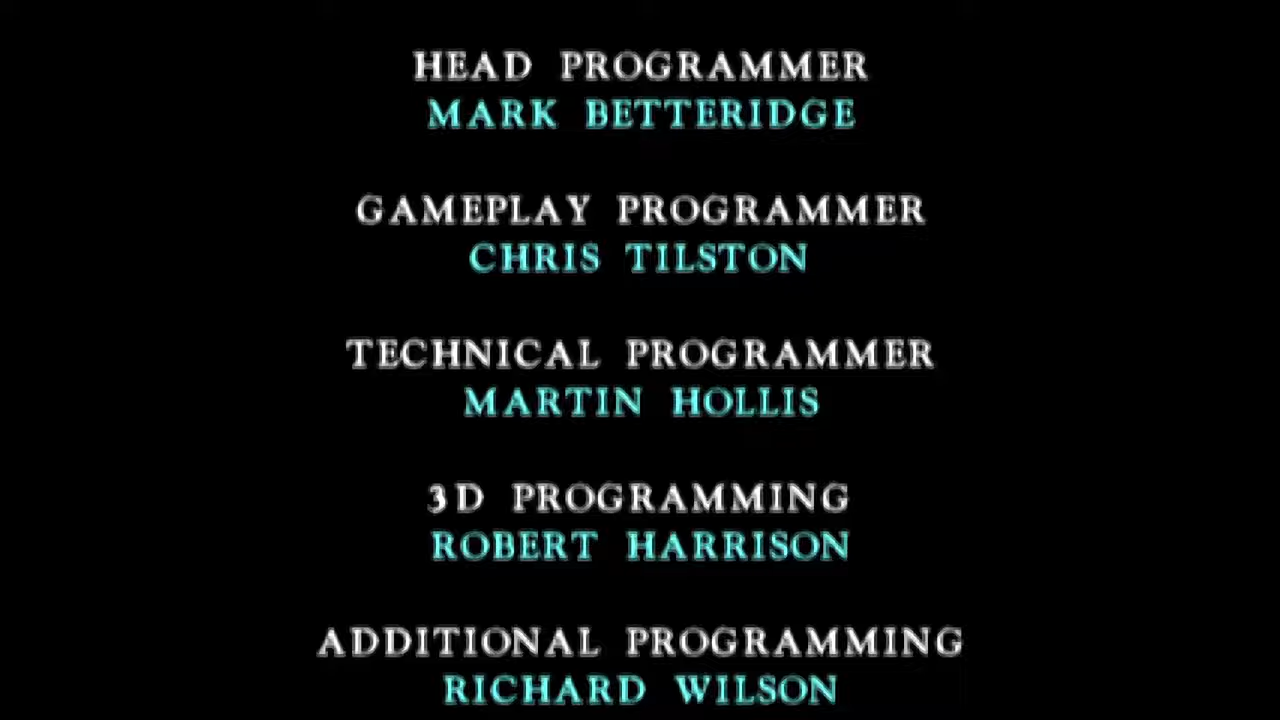 HEAD PROGRAMMER
MARK BETTERIDGE
GAMEPLAY PROGRAMMER
CHRIS TILSTON
TECHNICAL PROGRAMMER
MARTIN HOLLIS
3D PROGRAMMING
ROBERT HARRISON
ADDITIONAL PROGRAMMING
RICHARD WILSON